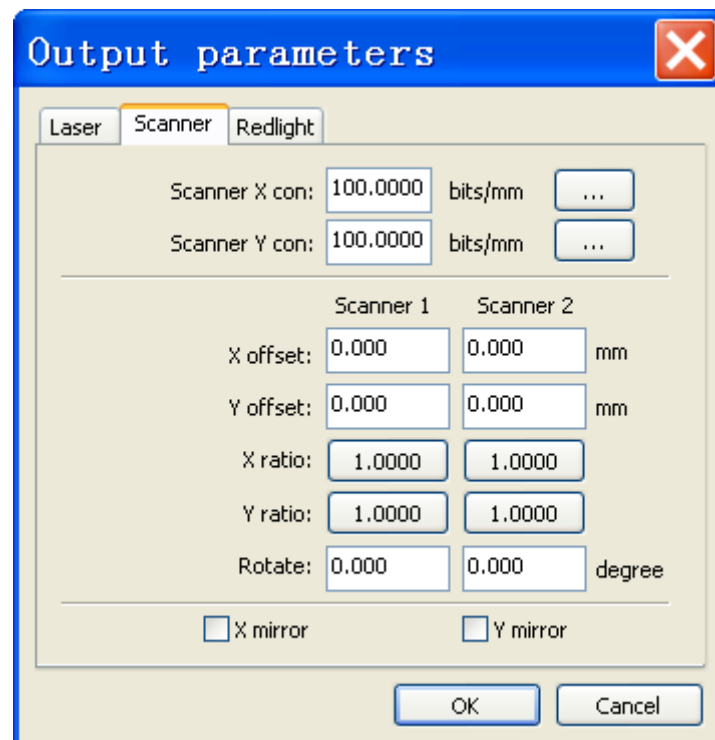 Output parameters
Laser Scanner Redlight
Scanner X con: 100.0000 bits/mm ...
Scanner Y con: 100.0000 bits/mm ...
Scanner 1 Scanner 2
X offset: 0.000 0.000 mm
Y offset: 0.000 0.000 mm
X ratio: 1.0000 1.0000
Y ratio: 1.0000 1.0000
Rotate: 0.000 0.000 degree
X mirror Y mirror
OK Cancel